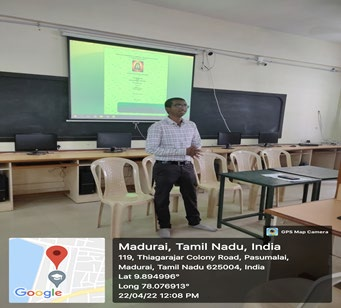 GPS Map Camera
Madurai, Tamil Nadu, India
119, Thiagarajar Colony Road, Pasumalai,
Madurai, Tamil Nadu 625004, India
Lat 9.894996°
Long 78.076913°
22/04/22 12:08 PM
Google